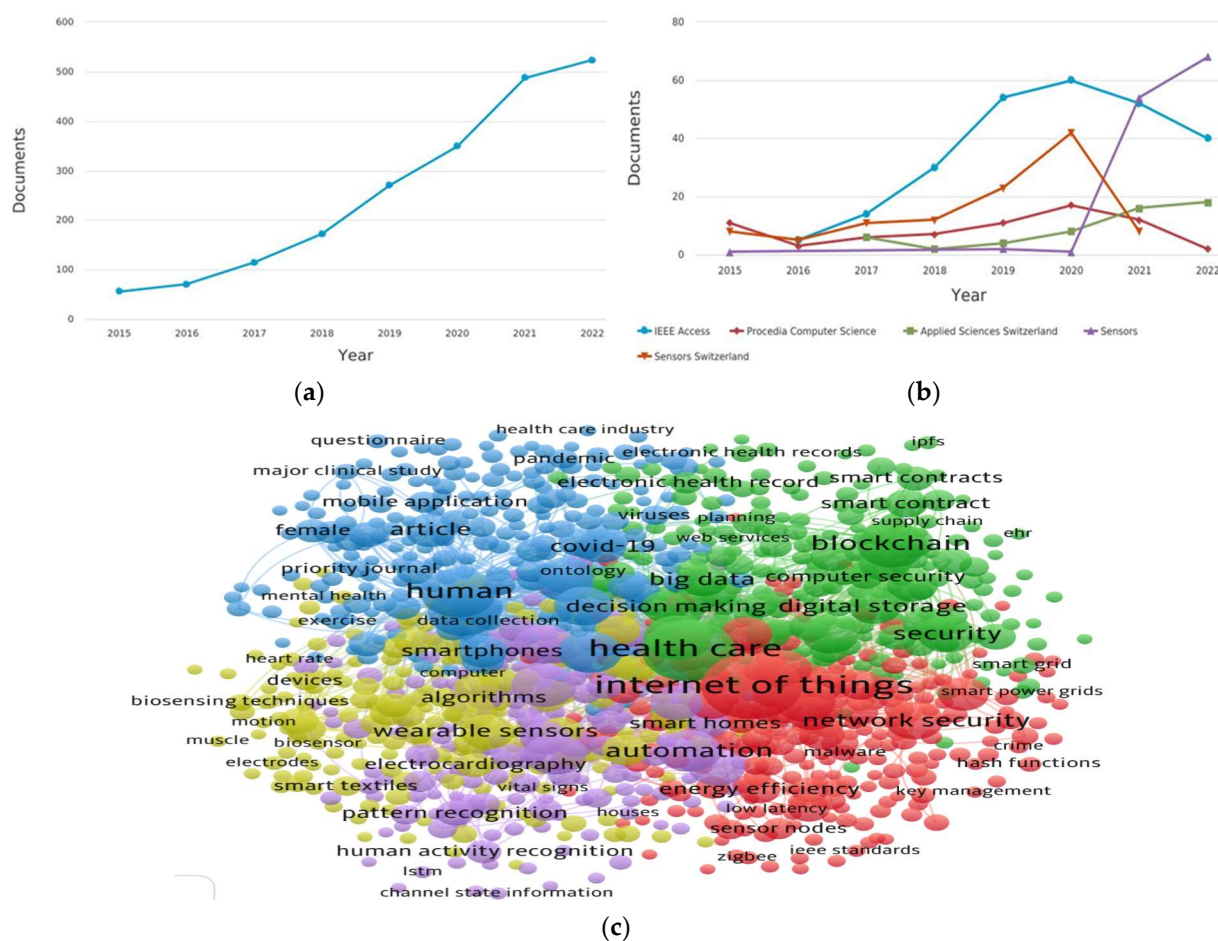 600
500
400
300
200
100
0
Documents
2015 2016 2017 2018 2019 2020 2021 2022
Year
(a)
80
60
40
20
0
Documents
2015 2016 2017 2018 2019 2020 2021 2022
Year
IEEE Access Procedia Computer Science Applied Sciences Switzerland Sensors
Sensors Switzerland
(b)
health care industry
questionnaire
ipfs
pandemic electronic health records
major clinical study
electronic health record smart contracts
mobile application
smart contract
viruses planning
supply chain
female article
web services
ehr
covid-19
blockchain
priority journal
ontology
big data computer security
mental health
human
decision making digital storage
exercise data collection
security
smartphones
health care
heart rate
smart grid
computer
devices
internet of things
smart power grids
biosensing techniques
algorithms
motion
smart homes network security
wearable sensors
muscle biosensor
automation
malware
crime
electrodes
electrocardiography
hash functions
smart textiles
vital signs
energy efficiency
key management
pattern recognition
houses
low latency
sensor nodes
human activity recognition
zigbee ieee standards
lstm
channel state information
(c)